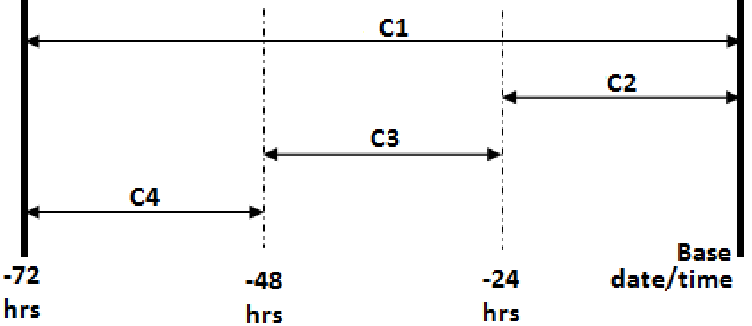 C1
C2
C3
C4
-72
hrs
-48
hrs
-24
hrs
Base
date/time